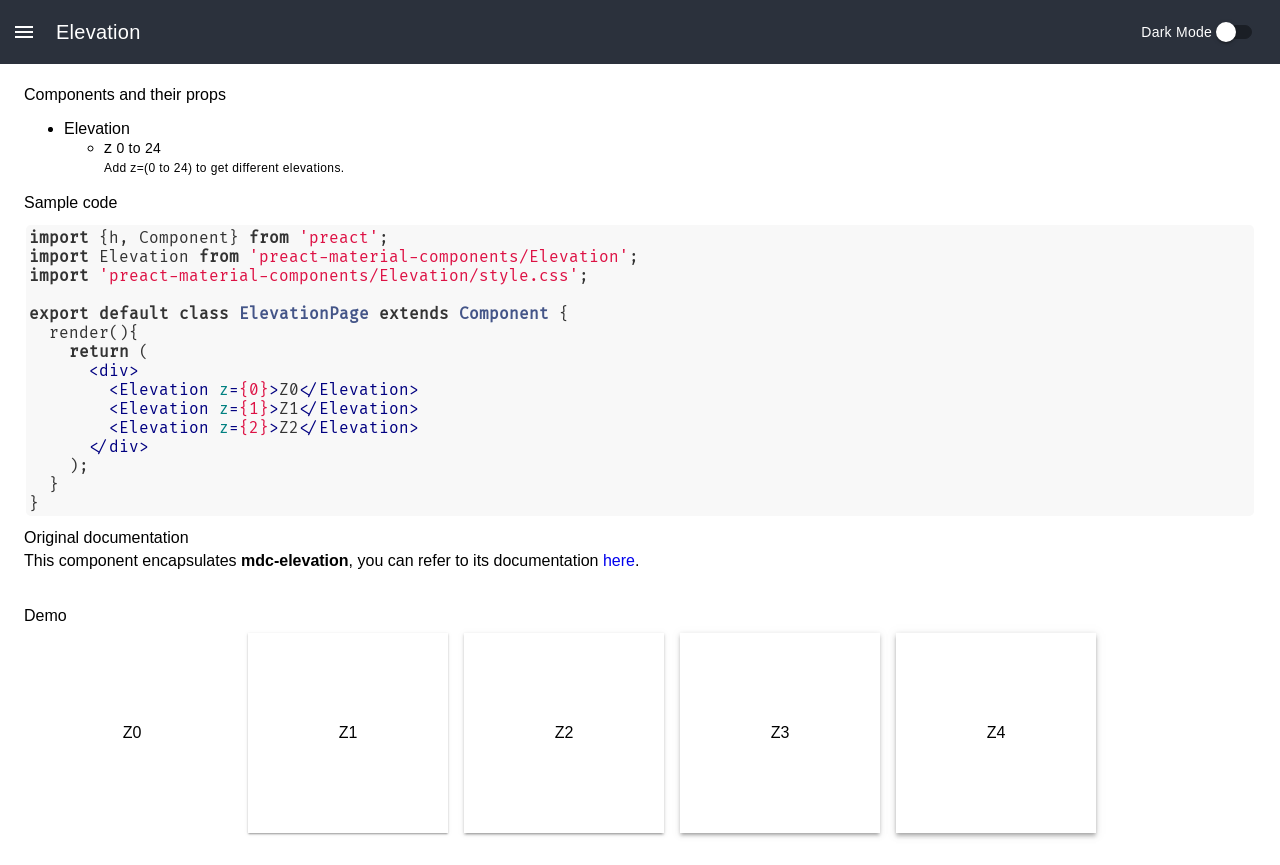 Elevation
Dark Mode
Components and their props
Elevation
z 0 to 24
Add z=(0 to 24) to get different elevations.
Sample code
import {h, Component} from 'preact';
import Elevation from 'preact-material-components/Elevation';
import 'preact-material-components/Elevation/style.css';
export default class ElevationPage extends Component {
  render(){
    return (
      <div>
        <Elevation z={0}>Z0</Elevation>
        <Elevation z={1}>Z1</Elevation>
        <Elevation z={2}>Z2</Elevation>
      </div>
    );
  }
}
Original documentation
This component encapsulates mdc-elevation, you can refer to its documentation here.
Demo
Z0
Z1
Z2
Z3
Z4